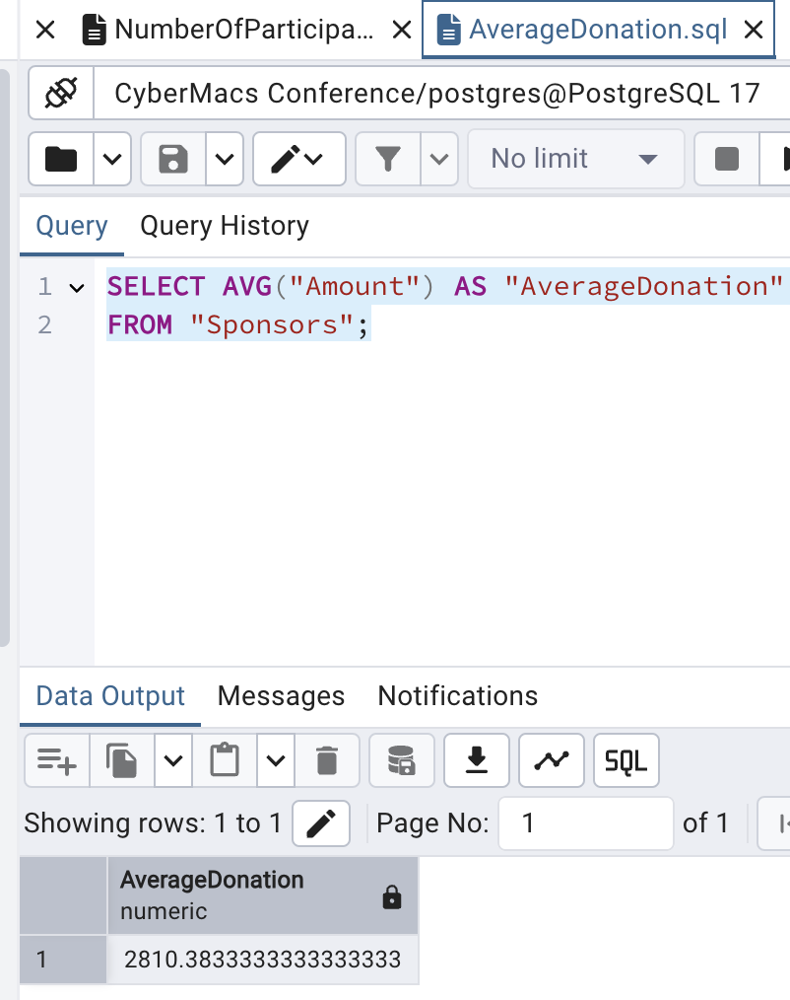 NumberOfParticipa...
AverageDonation.sql
CyberMacs Conference/postgres@PostgreSQL 17
No limit
Query
Query History
1
SELECT AVG("Amount") AS "AverageDonation"
2
FROM "Sponsors";
Data Output
Messages
Notifications
SQL
Showing rows: 1 to 1
Page No:
1
of 1
AverageDonation
numeric
1
2810.3833333333333333